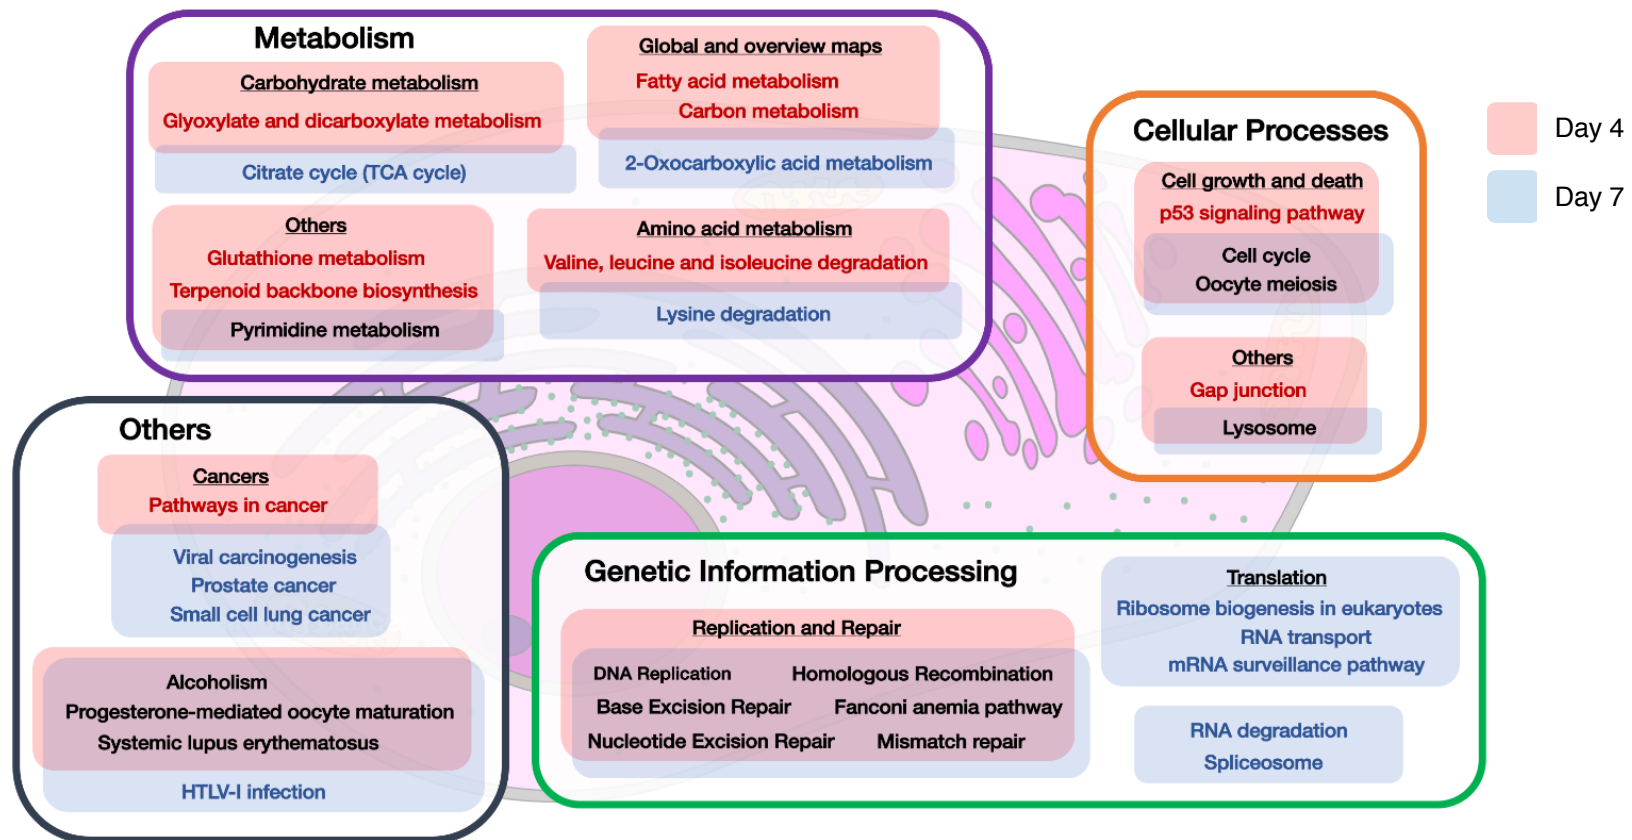 Metabolism
Carbohydrate metabolism
Glyoxylate and dicarboxylate metabolism
Citrate cycle (TCA cycle)
Global and overview maps
Fatty acid metabolism
Carbon metabolism
2-Oxocarboxylic acid metabolism
Others
Glutathione metabolism
Terpenoid backbone biosynthesis
Pyrimidine metabolism
Amino acid metabolism
Valine, leucine and isoleucine degradation
Lysine degradation
Cellular Processes
Cell growth and death
p53 signaling pathway
Cell cycle
Oocyte meiosis
Others
Gap junction
Lysosome
Day 4
Day 7
Others
Cancers
Pathways in cancer
Viral carcinogenesis
Prostate cancer
Small cell lung cancer
Alcoholism
Progesterone-mediated oocyte maturation
Systemic lupus erythematosus
HTLV-I infection
Genetic Information Processing
Replication and Repair
DNA Replication Homologous Recombination
Base Excision Repair Fanconi anemia pathway
Nucleotide Excision Repair Mismatch repair
Translation
Ribosome biogenesis in eukaryotes
RNA transport
mRNA surveillance pathway
RNA degradation
Spliceosome